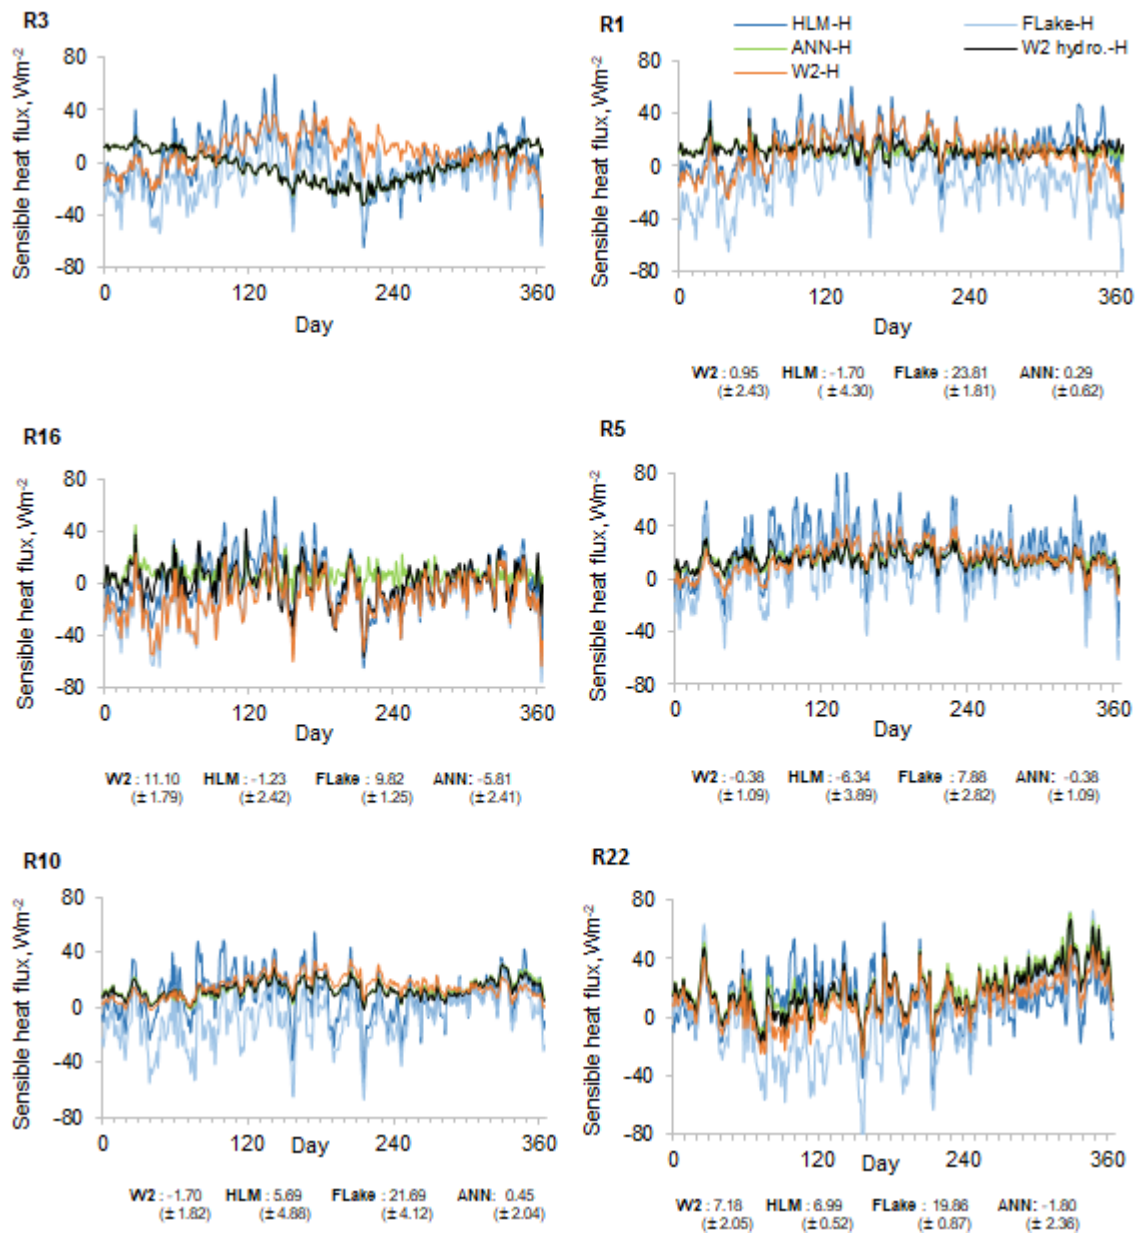 R3
R1
HLM-H
FLake-H
ANN-H
W2 hydro.-H
W2-H
Sensible heat flux, Wm-2
80
40
0
-40
-80
0 120 240 360
Day
Sensible heat flux, Wm-2
80
40
0
-40
-80
0 120 240 360
Day
W2 : 0.95 HLM : -1.70 FLake : 23.81 ANN: 0.29
(± 2.43) (± 4.30) (± 1.81) (± 0.62)
R16
R5
Sensible heat flux, Wm-2
80
40
0
-40
-80
0 120 240 360
Day
Sensible heat flux, Wm-2
80
40
0
-40
-80
0 120 240 360
Day
W2 : 11.10 HLM : -1.23 FLake : 9.82 ANN: -5.81
(± 1.79) (± 2.42) (± 1.25) (± 2.41)
W2 : -0.38 HLM : -6.34 FLake : 7.88 ANN: -0.38
(± 1.09) (± 3.89) (± 2.82) (± 1.09)
R10
R22
Sensible heat flux, Wm-2
80
40
0
-40
-80
0 120 240 360
Day
Sensible heat flux, Wm-2
80
40
0
-40
-80
0 120 240 360
Day
W2 : -1.70 HLM : 5.69 FLake : 21.69 ANN: 0.45
(± 1.82) (± 4.88) (± 4.12) (± 2.04)
W2 : 7.18 HLM : 6.99 FLake : 19.86 ANN: -1.80
(± 2.05) (± 0.52) (± 0.87) (± 2.36)